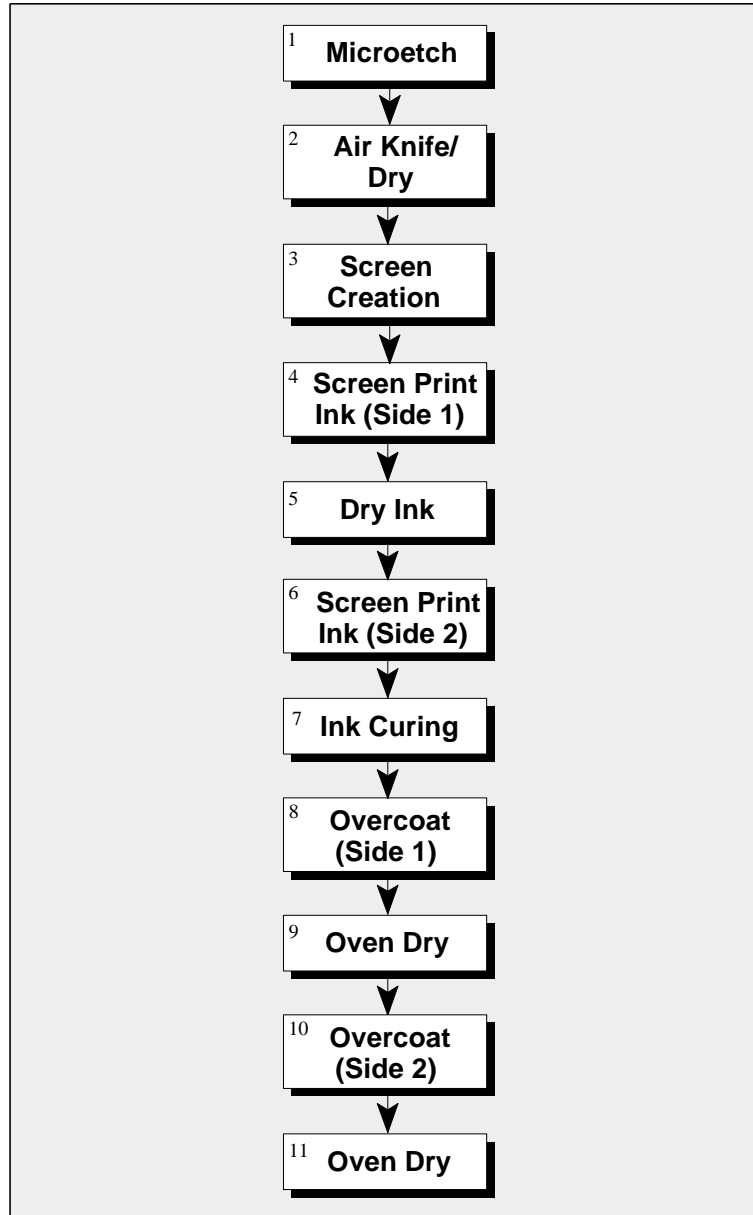 1
Microetch
2
Air Knife/
Dry
3
Screen
Creation
4
Screen Print
Ink (Side 1)
5
Dry Ink
6
Screen Print
Ink (Side 2)
7
Ink Curing
8
Overcoat
(Side 1)
9
Oven Dry
10
Overcoat
(Side 2)
11
Oven Dry